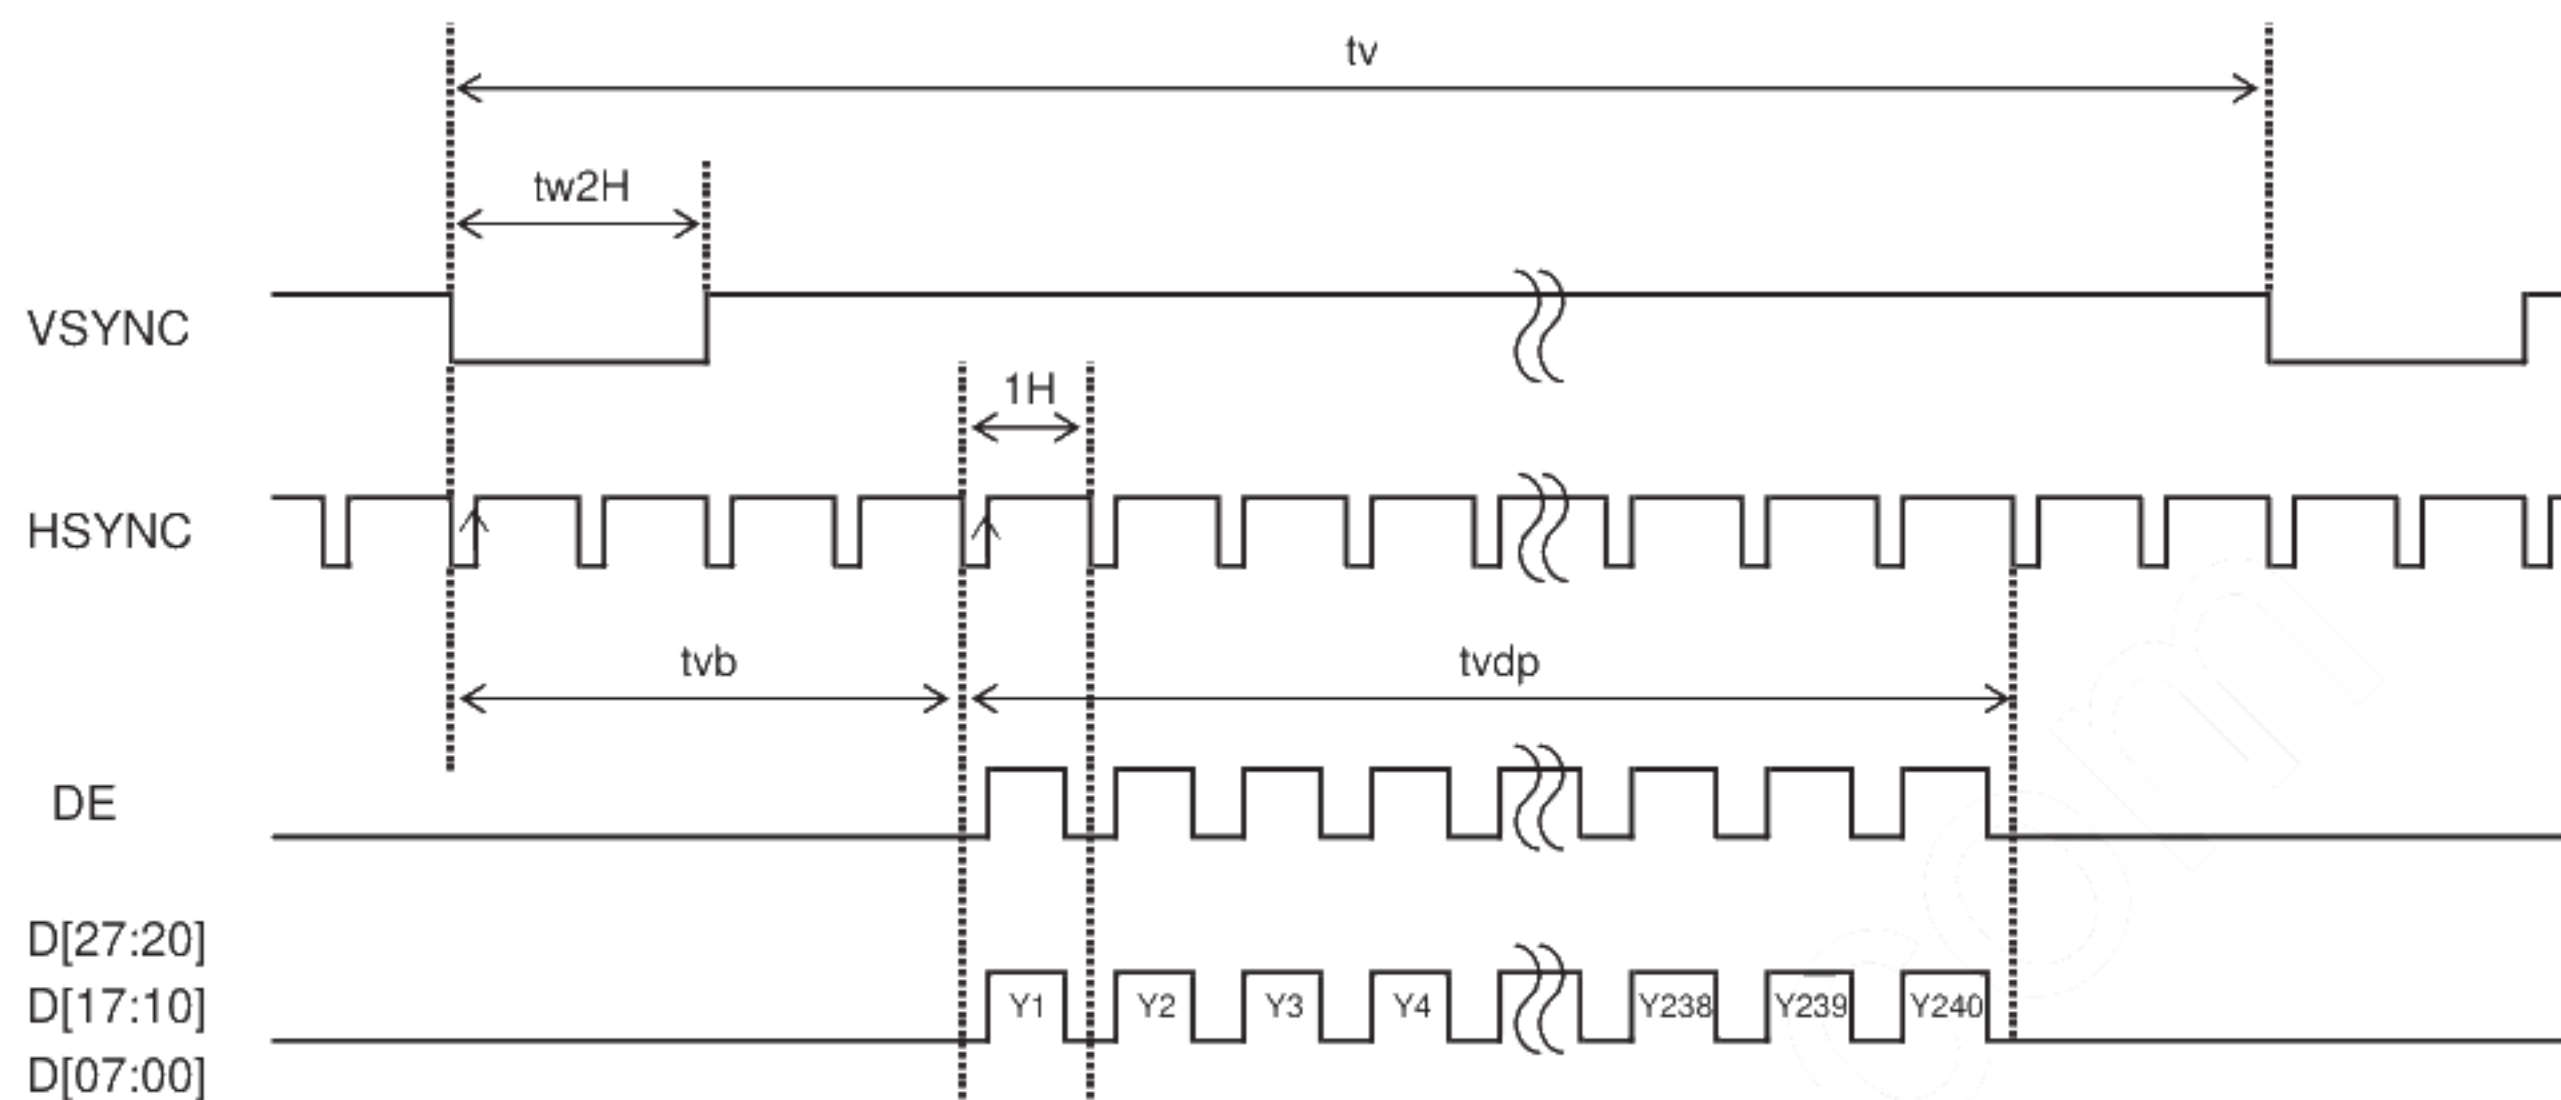 tv
tw2H
VSYNC
1H
HSYNC
tvb
tvdp
DE
D[27:20]
D[17:10]
D[07:00]
Y1 Y2 Y3 Y4 Y238 Y239 Y240
com